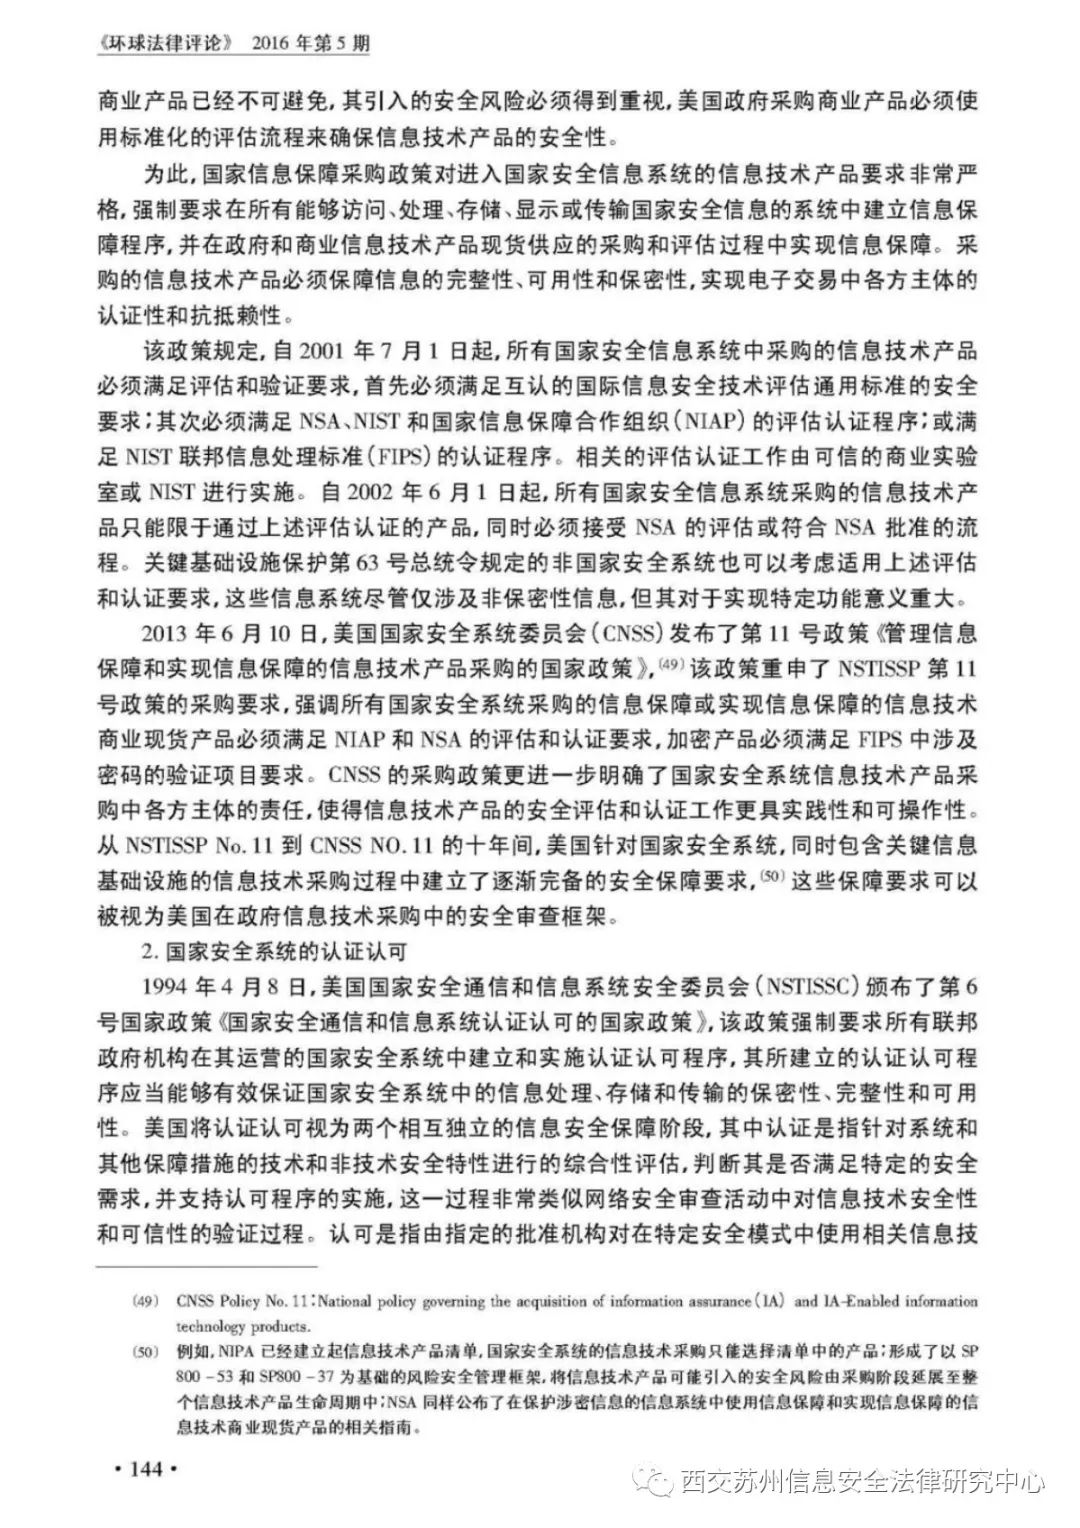 《环球法律评论》 2016 年第 5 期
商业产品已经不可避免,其引入的安全风险必须得到重视,美国政府采购商业产品必须使
用标准化的评估流程来确保信息技术产品的安全性。
为此,国家信息保障采购政策对进入国家安全信息系统的信息技术产品要求非常严
格,强制要求在所有能够访问、处理、存储、显示或传输国家安全信息的系统中建立信息保
障程序,并在政府和商业信息技术产品现货供应的采购和评估过程中实现信息保障。采
购的信息技术产品必须保障信息的完整性、可用性和保密性,实现电子交易中各方主体的
认证性和抗抵赖性。
该政策规定,自 2001 年 7 月 1 日起,所有国家安全信息系统中采购的信息技术产品
必须满足评估和验证要求,首先必须满足互认的国际信息安全技术评估通用标准的安全
要求;其次必须满足 NSA、NIST 和国家信息保障合作组织(NIAP)的评估认证程序;或满
足 NIST 联邦信息处理标准(FIPS)的认证程序。相关的评估认证工作由可信的商业实验
室或 NIST 进行实施。自 2002 年 6 月 1 日起,所有国家安全信息系统采购的信息技术产
品只能限于通过上述评估认证的产品,同时必须接受 NSA 的评估或符合 NSA 批准的流
程。关键基础设施保护第 63 号总统令规定的非国家安全系统也可以考虑适用上述评估
和认证要求,这些信息系统尽管仅涉及非保密性信息,但其对于实现特定功能意义重大。
2013 年 6 月 10 日,美国国家安全系统委员会(CNSS)发布了第 11 号政策《管理信息
保障和实现信息保障的信息技术产品采购的国家政策》,(49) 该政策重申了 NSTISSP 第 11
号政策的采购要求,强调所有国家安全系统采购的信息保障或实现信息保障的信息技术
商业现货产品必须满足 NIAP 和 NSA 的评估和认证要求,加密产品必须满足 FIPS 中涉及
密码的验证项目要求。CNSS 的采购政策更进一步明确了国家安全系统信息技术产品采
购中各方主体的责任,使得信息技术产品的安全评估和认证工作更具实践性和可操作性。
从 NSTISSP No. 11 到 CNSS NO. 11 的十年间,美国针对国家安全系统,同时包含关键信息
基础设施的信息技术采购过程中建立了逐渐完备的安全保障要求,(50) 这些保障要求可以
被视为美国在政府信息技术采购中的安全审查框架。
2. 国家安全系统的认证认可
1994 年 4 月 8 日,美国国家安全通信和信息系统安全委员会(NSTISSC)颁布了第 6
号国家政策《国家安全通信和信息系统认证认可的国家政策》,该政策强制要求所有联邦
政府机构在其运营的国家安全系统中建立和实施认证认可程序,其所建立的认证认可程
序应当能够有效保证国家安全系统中的信息处理、存储和传输的保密性、完整性和可用
性。美国将认证认可视为两个相互独立的信息安全保障阶段,其中认证是指针对系统和
其他保障措施的技术和非技术安全特性进行的综合性评估,判断其是否满足特定的安全
需求,并支持认可程序的实施,这一过程非常类似网络安全审查活动中对信息技术安全性
和可信性的验证过程。认可是指由指定的批准机构对在特定安全模式中使用相关信息技
(49) CNSS Policy No. 11:National policy governing the acquisition of information assurance(IA) and IA-Enabled information
technology products.
(50) 例如,NIPA 已经建立起信息技术产品清单,国家安全系统的信息技术采购只能选择清单中的产品;形成了以 SP
800 - 53 和 SP800 - 37 为基础的风险安全管理框架,将信息技术产品可能引入的安全风险由采购阶段延展至整
个信息技术产品生命周期中;NSA 同样公布了在保护涉密信息的信息系统中使用信息保障和实现信息保障的信
息技术商业现货产品的相关指南。
· 144 ·
西交苏州信息安全法律研究中心